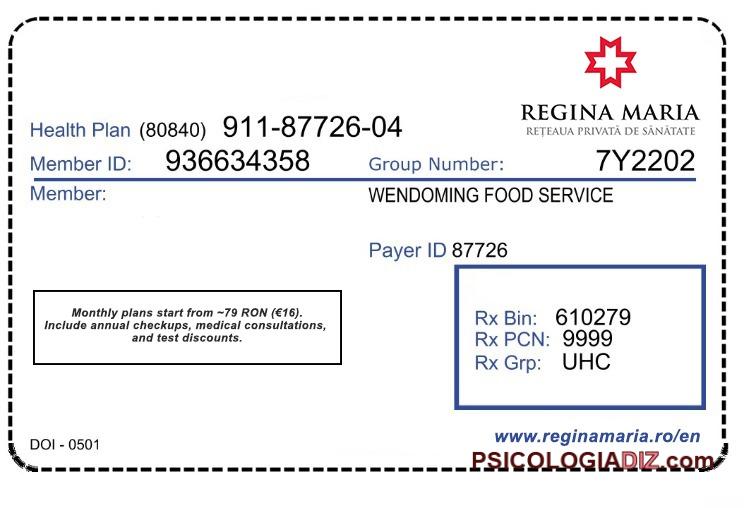 REGINA MARIA
REȚEAUA PRIVATĂ DE SĂNĂTATE
Health Plan (80840) 911-87726-04
Member ID: 936634358 Group Number: 7Y2202
Member: WENDOMING FOOD SERVICE
Payer ID 87726
Monthly plans start from ~79 RON (€16).
Include annual checkups, medical consultations,
and test discounts.
Rx Bin: 610279
Rx PCN: 9999
Rx Grp: UHC
DOI - 0501
www.reginamaria.ro/en
PSICOLOGIADIZ.com